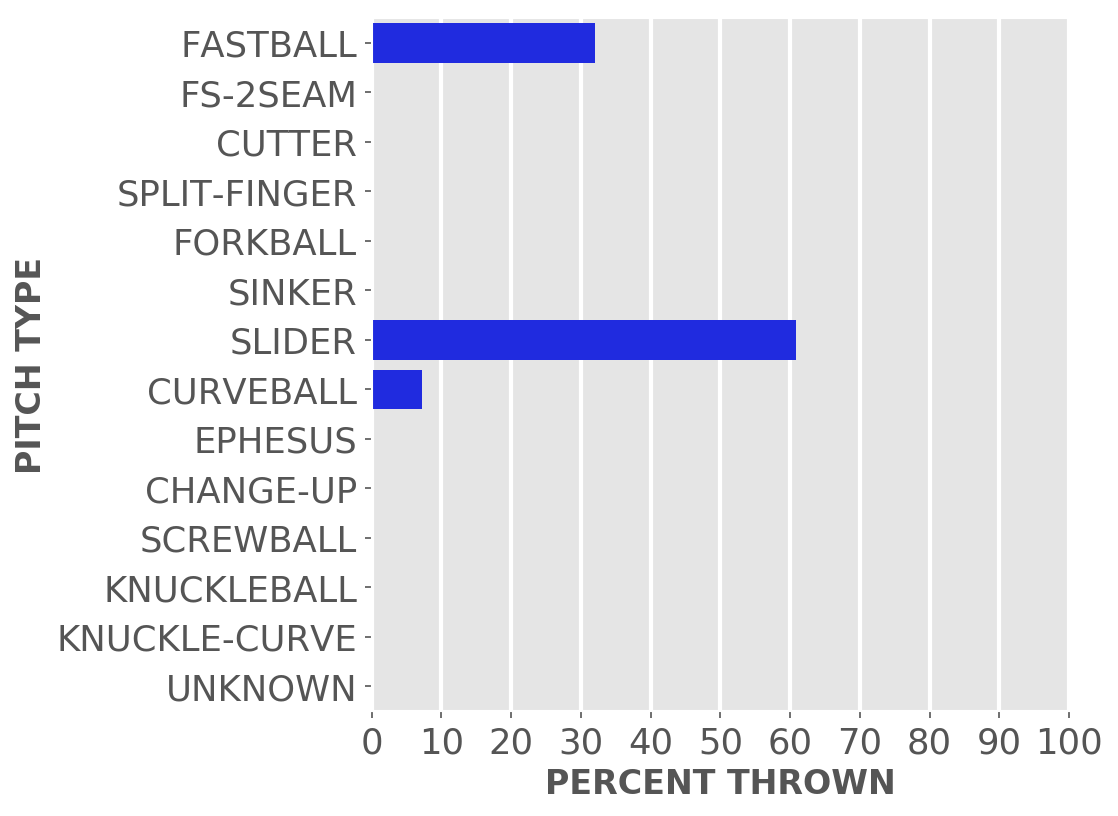 FASTBALL
FS-2SEAM
CUTTER
SPLIT-FINGER
FORKBALL
SINKER
SLIDER
CURVEBALL
EPHESUS
CHANGE-UP
SCREWBALL
KNUCKLEBALL
KNUCKLE-CURVE
UNKNOWN
PITCH TYPE
0 10 20 30 40 50 60 70 80 90 100
PERCENT THROWN